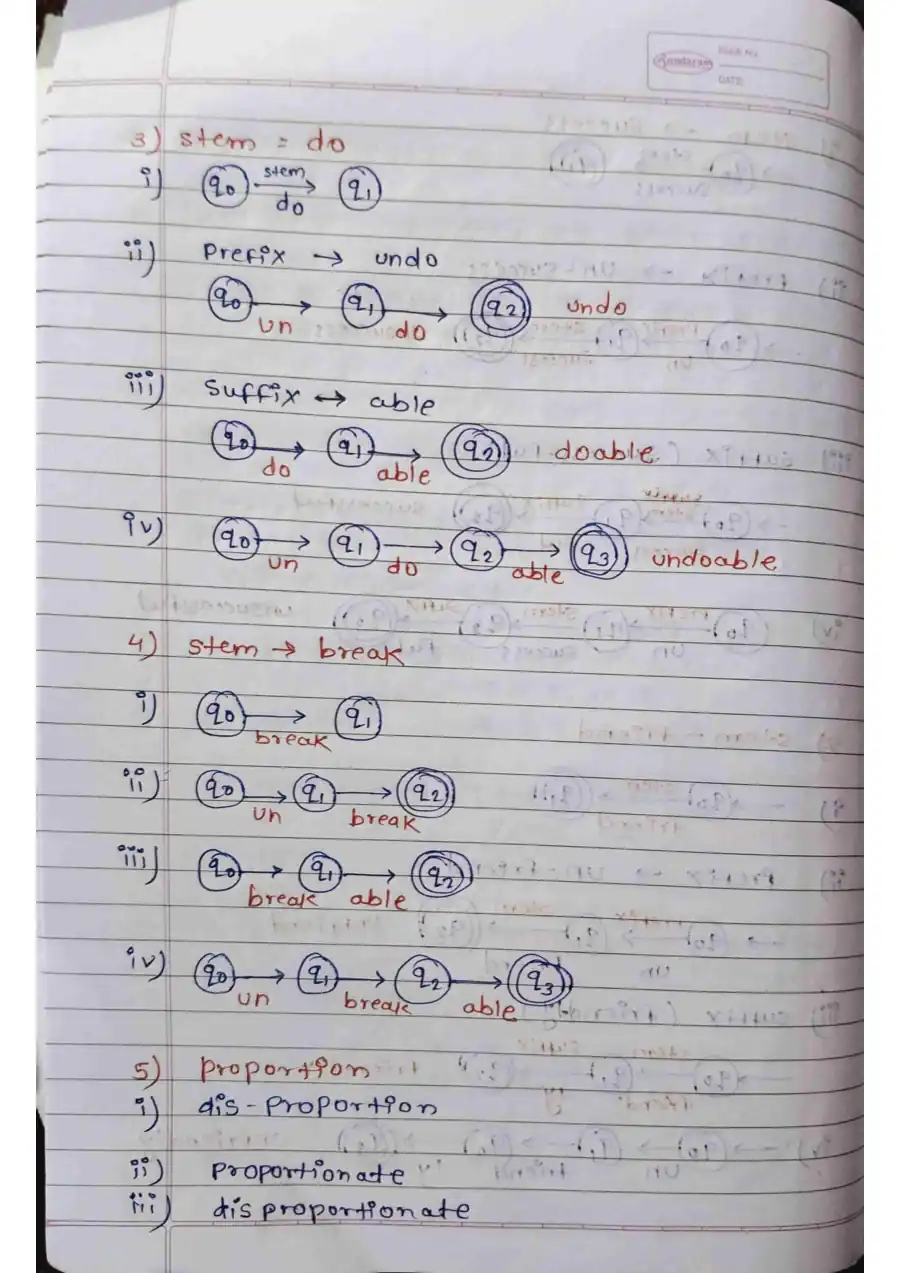 Sundaram
DATE:
3) stem = do
i) q0 stem do q1
ii) Prefix → undo
q0 un q1 do q2 undo
iii) Suffix ↔ able
q0 do q1 able q2 doable
iv) q0 un q1 do q2 able q3 undoable
4) stem → break
i) q0 break q1
ii) q0 un q1 break q2
iii) q0 break q1 able q2
iv) q0 un q1 break q2 able q3
5) proportion
i) dis-proportion
ii) proportionate
iii) disproportionate